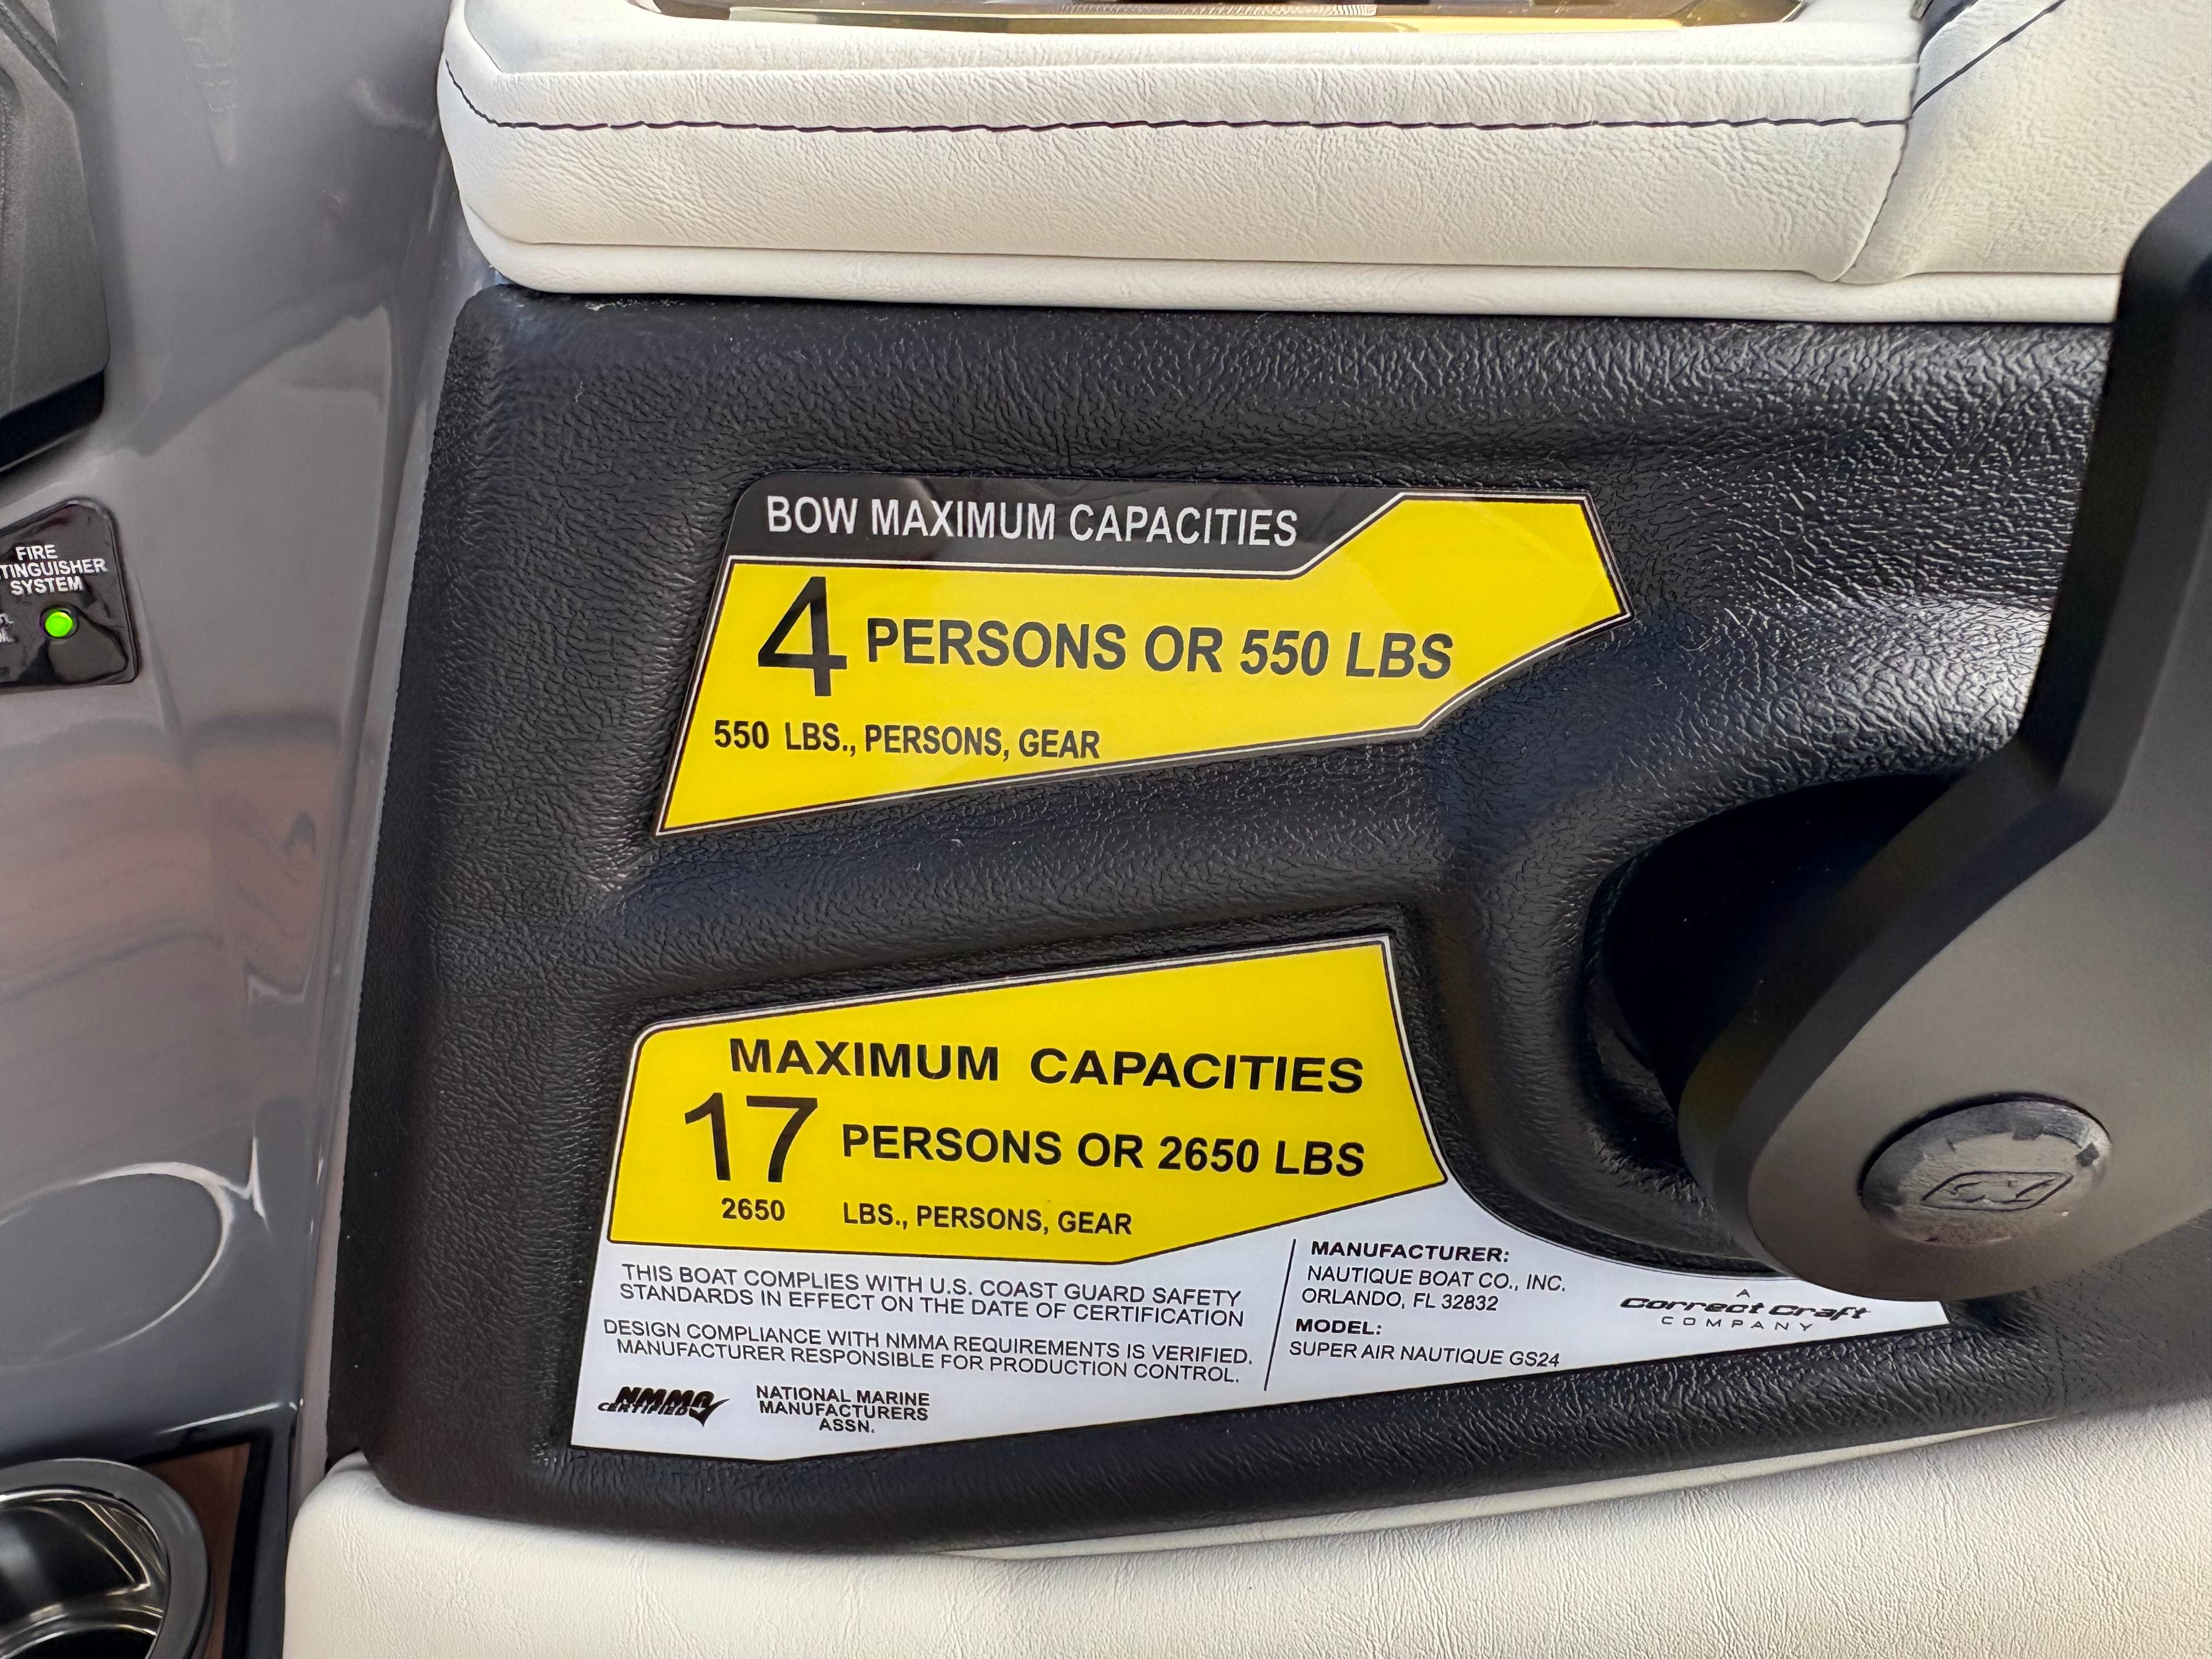 FIRE
TINGUISHER
SYSTEM
BOW MAXIMUM CAPACITIES
4 PERSONS OR 550 LBS
550 LBS., PERSONS, GEAR
MAXIMUM CAPACITIES
17 PERSONS OR 2650 LBS
2650 LBS., PERSONS, GEAR
THIS BOAT COMPLIES WITH U.S. COAST GUARD SAFETY
STANDARDS IN EFFECT ON THE DATE OF CERTIFICATION
DESIGN COMPLIANCE WITH NMMA REQUIREMENTS IS VERIFIED.
MANUFACTURER RESPONSIBLE FOR PRODUCTION CONTROL.
NMMA
CERTIFIED
NATIONAL MARINE
MANUFACTURERS
ASSN.
MANUFACTURER:
NAUTIQUE BOAT CO., INC.
ORLANDO, FL 32832
MODEL:
SUPER AIR NAUTIQUE GS24
A
Correct Craft
COMPANY